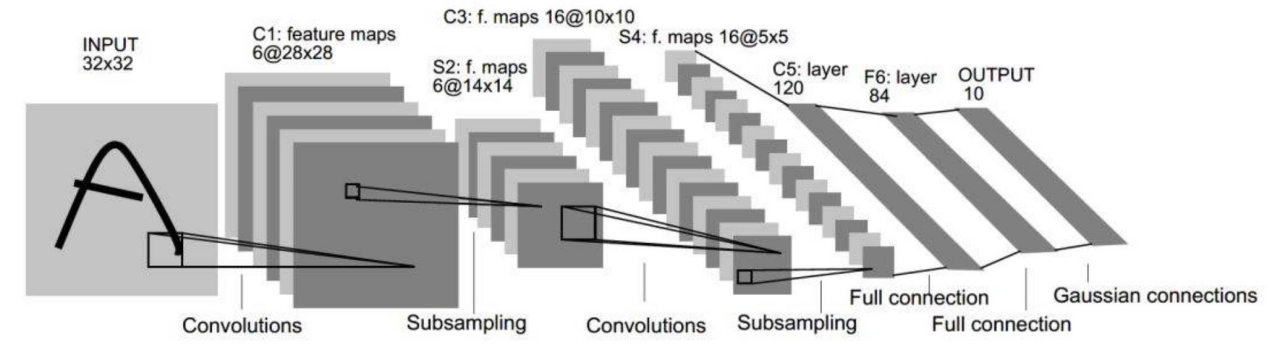 INPUT
32x32
C1: feature maps
6@28x28
S2: f. maps
6@14x14
C3: f. maps 16@10x10
S4: f. maps 16@5x5
C5: layer
120
F6: layer
84
OUTPUT
10
Convolutions
Subsampling
Convolutions
Subsampling
Full connection
Full connection
Gaussian connections
A